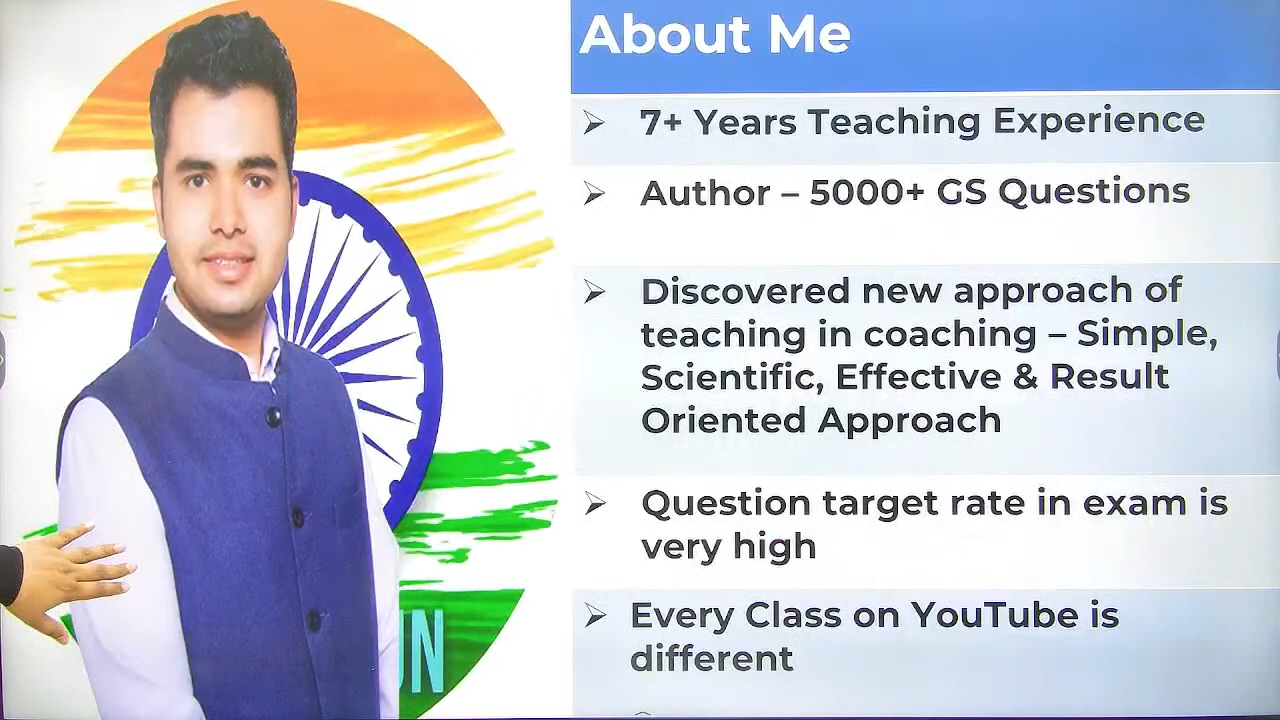 About Me
➢ 7+ Years Teaching Experience
➢ Author – 5000+ GS Questions
➢ Discovered new approach of
teaching in coaching – Simple,
Scientific, Effective & Result
Oriented Approach
➢ Question target rate in exam is
very high
➢ Every Class on YouTube is
different